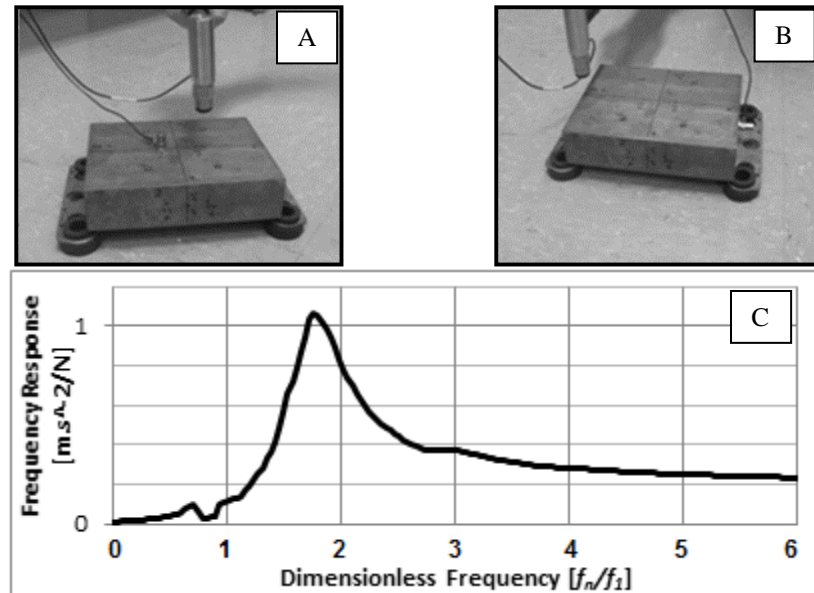 A
B
C
Frequency Response
[m.s^-2/N]
1
0
0 1 2 3 4 5 6
Dimensionless Frequency [fn/f1]